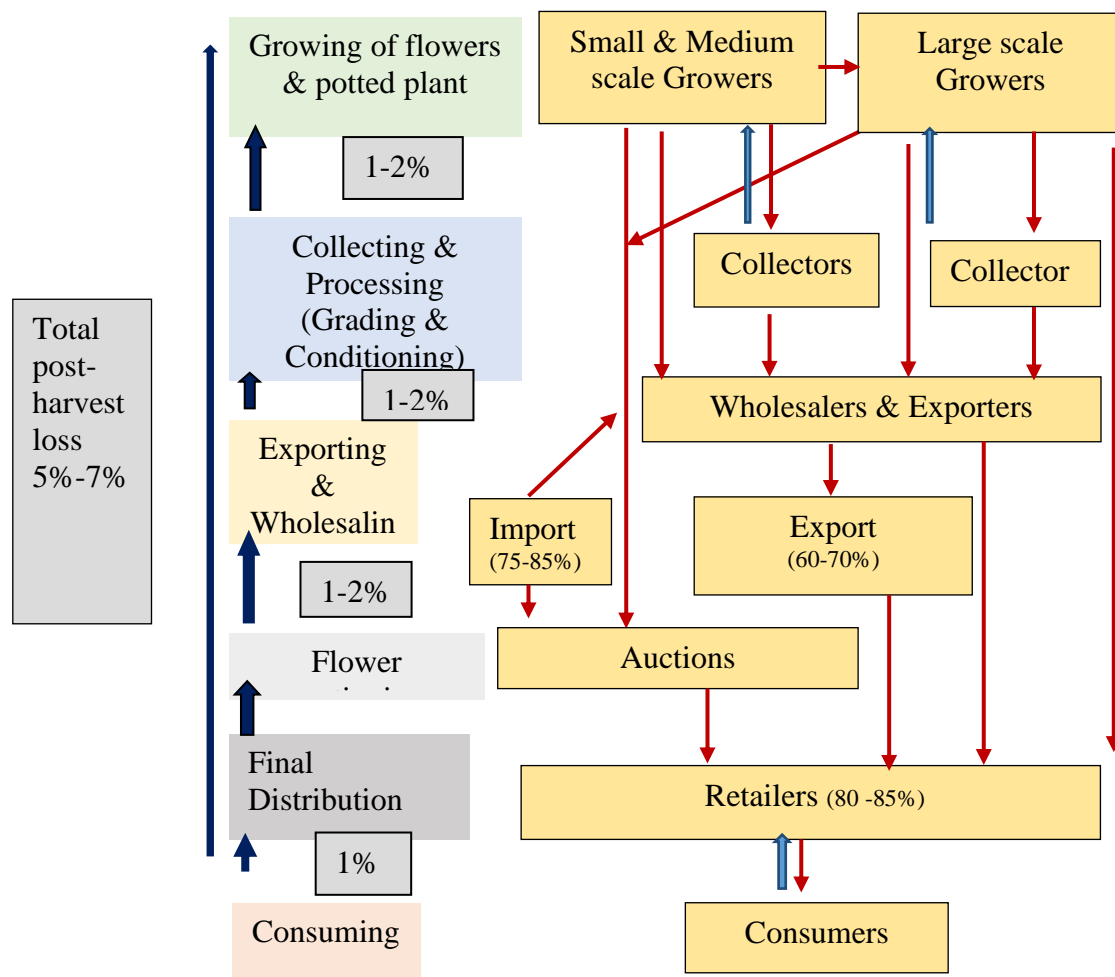 Growing of flowers
& potted plant
Small & Medium
scale Growers
Large scale
Growers
1-2%
Collecting &
Processing
(Grading &
Conditioning)
Collectors
Collector
Total
post-
harvest
loss
5%-7%
1-2%
Wholesalers & Exporters
Exporting
&
Wholesalin
Import
(75-85%)
Export
(60-70%)
1-2%
Flower
Auctions
Final
Distribution
Retailers (80 -85%)
1%
Consuming
Consumers